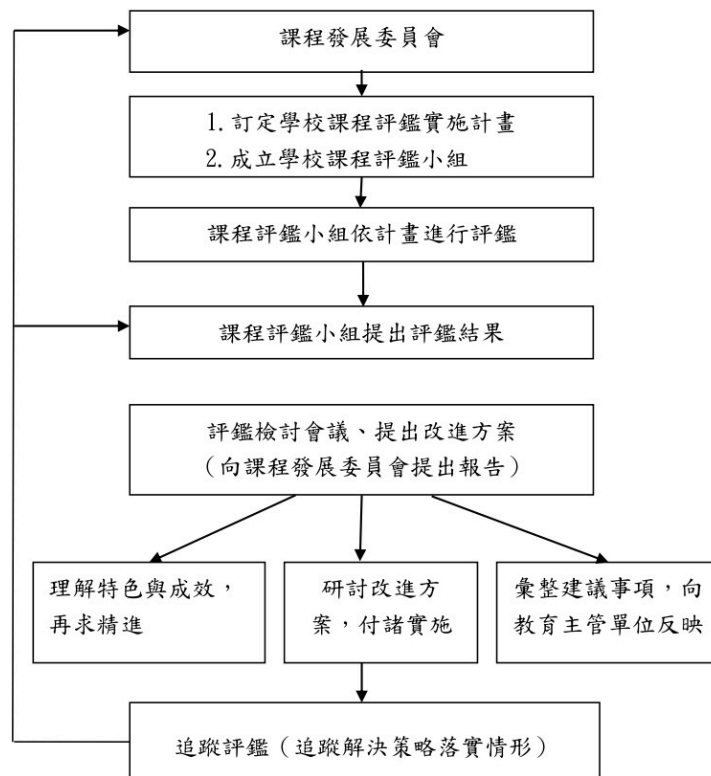 課程發展委員會
1.訂定學校課程評鑑實施計畫
2.成立學校課程評鑑小組
課程評鑑小組依計畫進行評鑑
課程評鑑小組提出評鑑結果
評鑑檢討會議、提出改進方案
（向課程發展委員會提出報告）
理解特色與成效，
再求精進
研討改進方
案，付諸實施
彙整建議事項，向
教育主管單位反映
追蹤評鑑（追蹤解決策略落實情形）